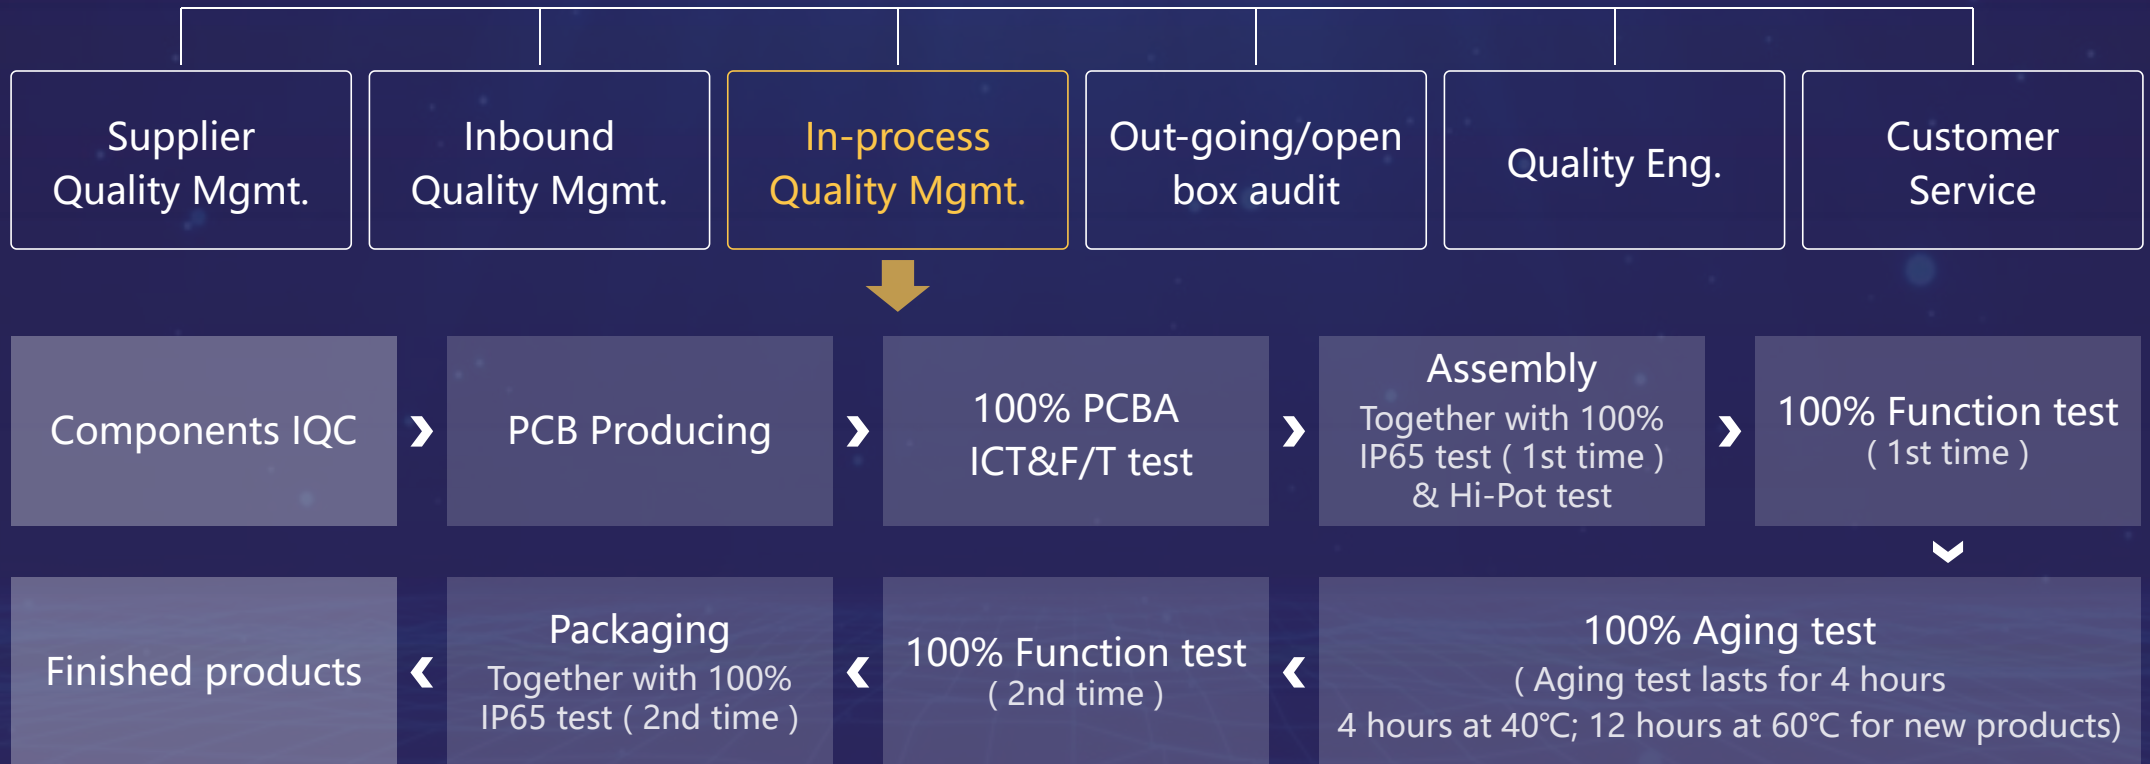 Supplier
Quality Mgmt.
Inbound
Quality Mgmt.
In-process
Quality Mgmt.
Out-going/open
box audit
Quality Eng.
Customer
Service
Components IQC
PCB Producing
100% PCBA
ICT&F/T test
Assembly
Together with 100%
IP65 test ( 1st time )
& Hi-Pot test
100% Function test
( 1st time )
100% Aging test
( Aging test lasts for 4 hours
4 hours at 40℃; 12 hours at 60℃ for new products)
100% Function test
( 2nd time )
Packaging
Together with 100%
IP65 test ( 2nd time )
Finished products